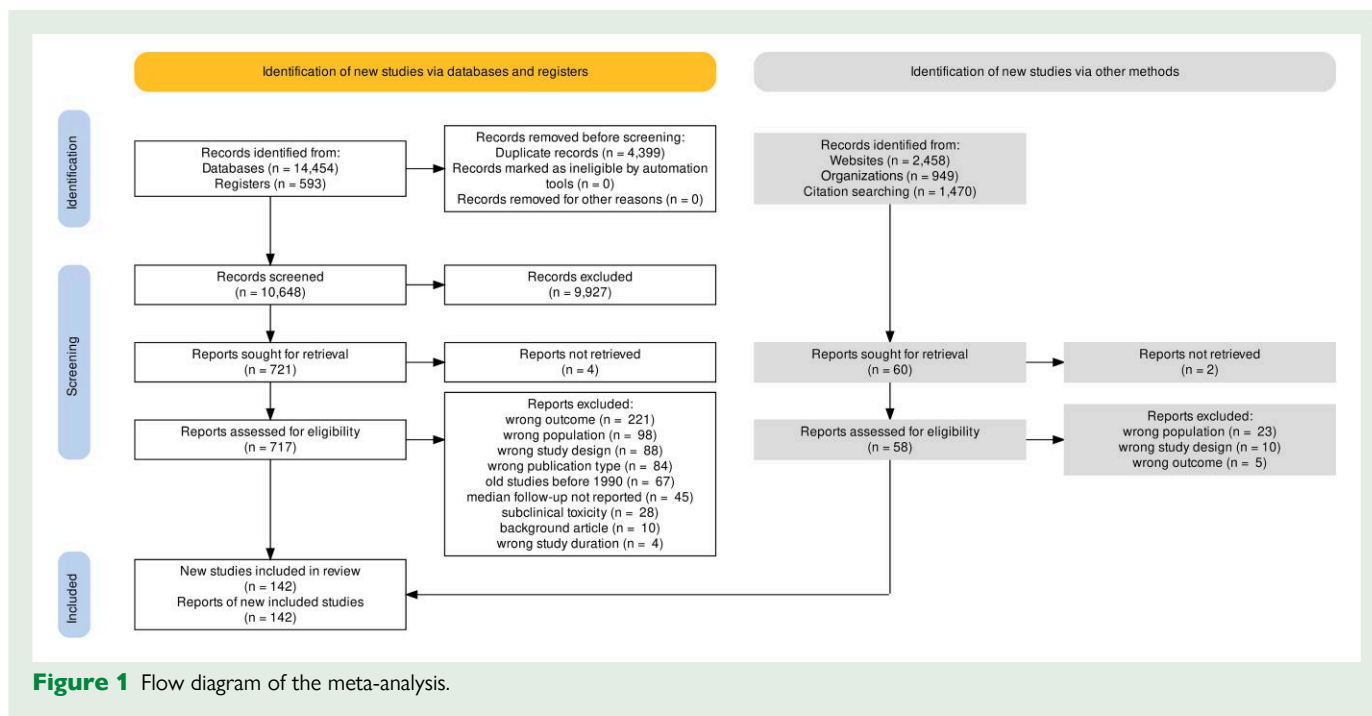 Identification of new studies via databases and registers
Identification of new studies via other methods
Identification
Records identified from:
Databases (n = 14,454)
Registers (n = 593)
Records removed before screening:
Duplicate records (n = 4,399)
Records marked as ineligible by automation
tools (n = 0)
Records removed for other reasons (n = 0)
Records identified from:
Websites (n = 2,458)
Organizations (n = 949)
Citation searching (n = 1,470)
Screening
Records screened
(n = 10,648)
Records excluded
(n = 9,927)
Reports sought for retrieval
(n = 721)
Reports not retrieved
(n = 4)
Reports sought for retrieval
(n = 60)
Reports not retrieved
(n = 2)
Reports assessed for eligibility
(n = 717)
Reports excluded:
wrong outcome (n = 221)
wrong population (n = 98)
wrong study design (n = 88)
wrong publication type (n = 84)
old studies before 1990 (n = 67)
median follow-up not reported (n = 45)
subclinical toxicity (n = 28)
background article (n = 10)
wrong study duration (n = 4)
Reports assessed for eligibility
(n = 58)
Reports excluded:
wrong population (n = 23)
wrong study design (n = 10)
wrong outcome (n = 5)
Included
New studies included in review
(n = 142)
Reports of new included studies
(n = 142)
Figure 1 Flow diagram of the meta-analysis.